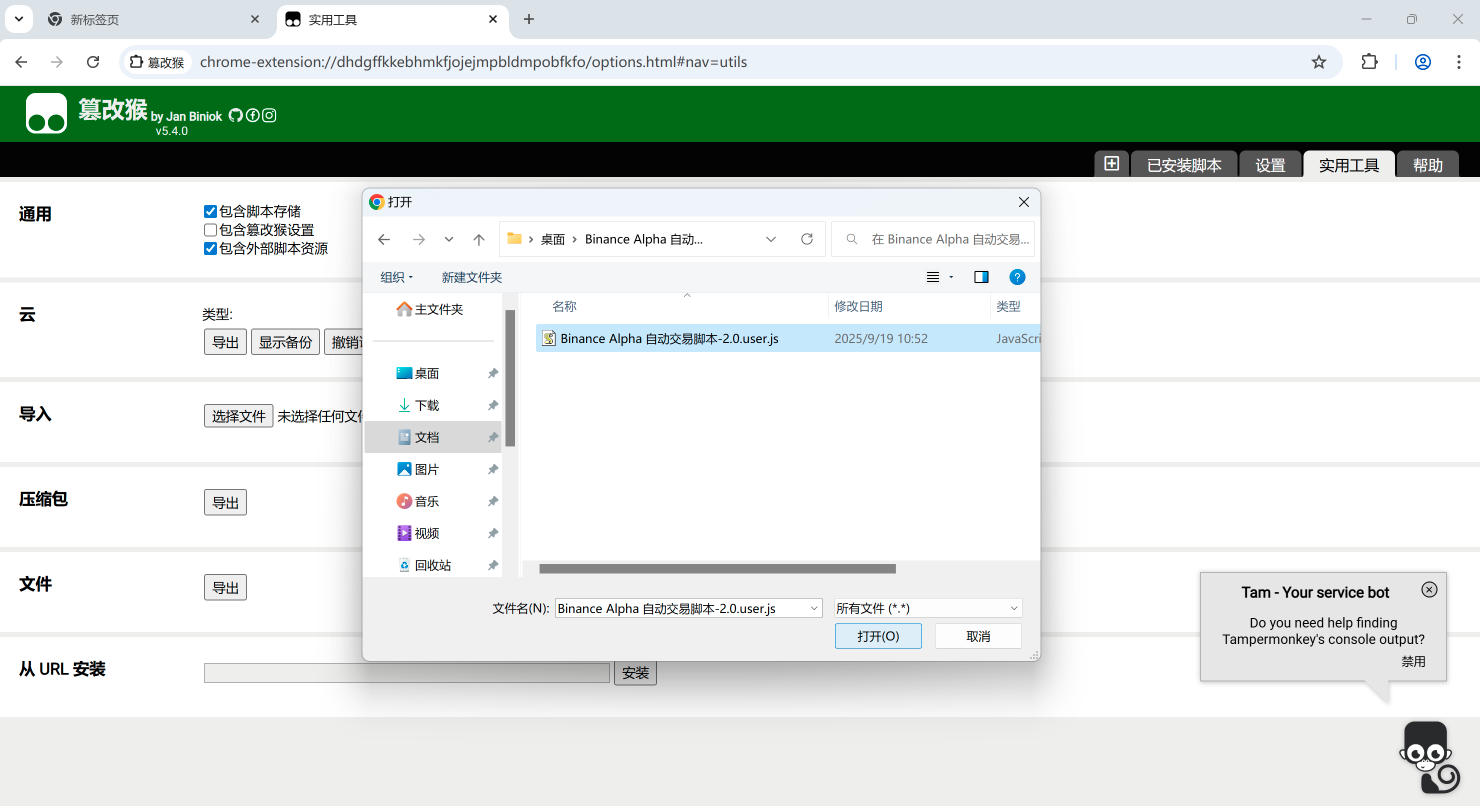 新标签页
实用工具
篡改猴
chrome-extension://dhdgffkkebhmkfjojejmpbldmpobfkfo/options.html#nav=utils
篡改猴 by Jan Biniok
v5.4.0
已安装脚本
设置
实用工具
帮助
通用
包含脚本存储
包含篡改猴设置
包含外部脚本资源
云
类型:
导出
显示备份
撤销
导入
选择文件
未选择任何文件
压缩包
导出
文件
导出
从 URL 安装
安装
打开
桌面
Binance Alpha 自动...
在 Binance Alpha 自动交易...
组织
新建文件夹
主文件夹
桌面
下载
文档
图片
音乐
视频
回收站
名称
修改日期
类型
Binance Alpha 自动交易脚本-2.0.user.js
2025/9/19 10:52
JavaScri
文件名(N):
Binance Alpha 自动交易脚本-2.0.user.js
所有文件 (*.*)
打开(O)
取消
Tam - Your service bot
Do you need help finding
Tampermonkey's console output?
禁用